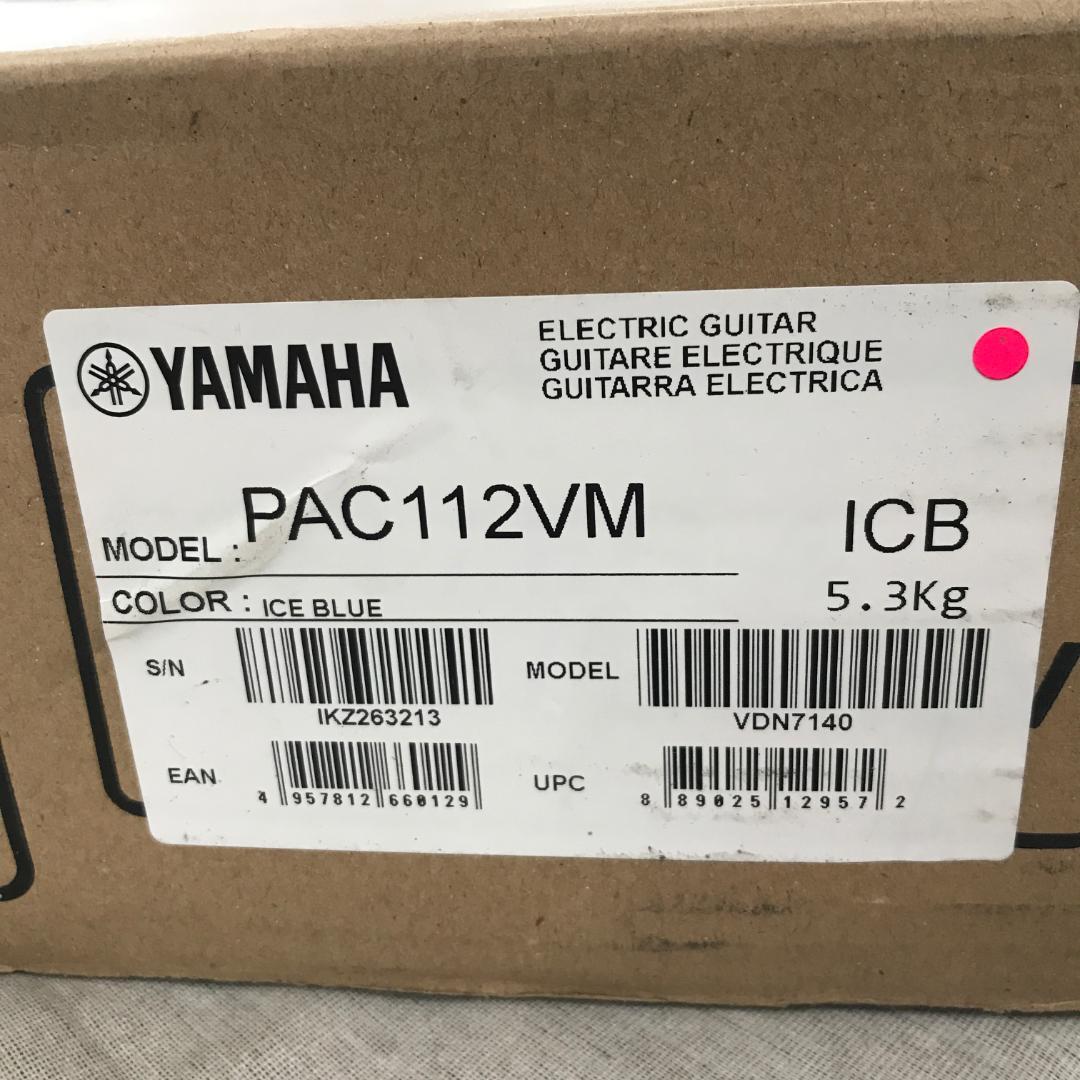 YAMAHA
ELECTRIC GUITAR
GUITARE ELECTRIQUE
GUITARRA ELECTRICA
MODEL : PAC112VM ICB
COLOR : ICE BLUE 5.3Kg
S/N IKZ263213
MODEL VDN7140
EAN 4 957812 660129
UPC 8 89025 12957 2